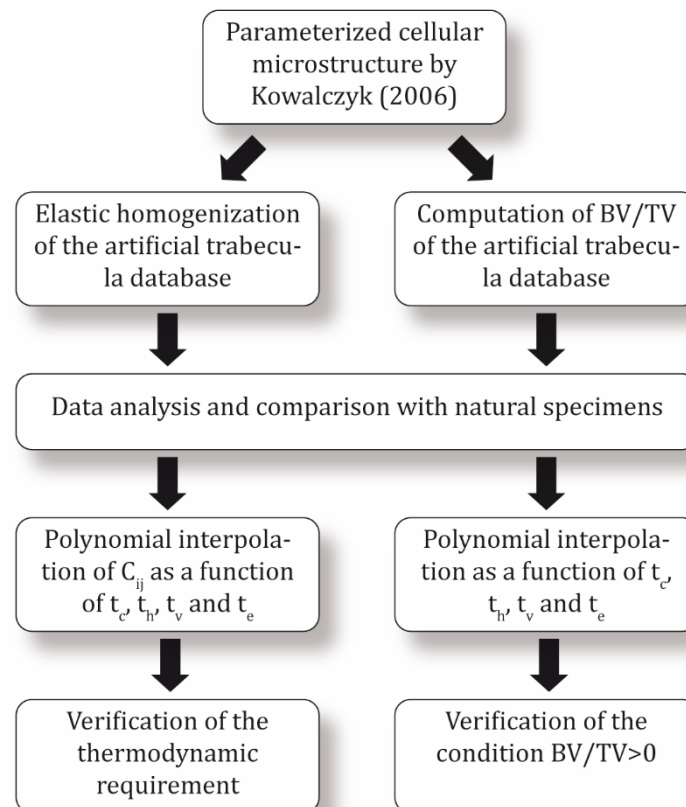 Parameterized cellular
microstructure by
Kowalczyk (2006)
Elastic homogenization
of the artificial trabecu-
la database
Computation of BV/TV
of the artificial trabecu-
la database
Data analysis and comparison with natural specimens
Polynomial interpola-
tion of C_ij as a function
of t_c, t_h, t_v and t_e
Polynomial interpola-
tion as a function of t_c,
t_h, t_v and t_e
Verification of the
thermodynamic
requirement
Verification of the
condition BV/TV>0